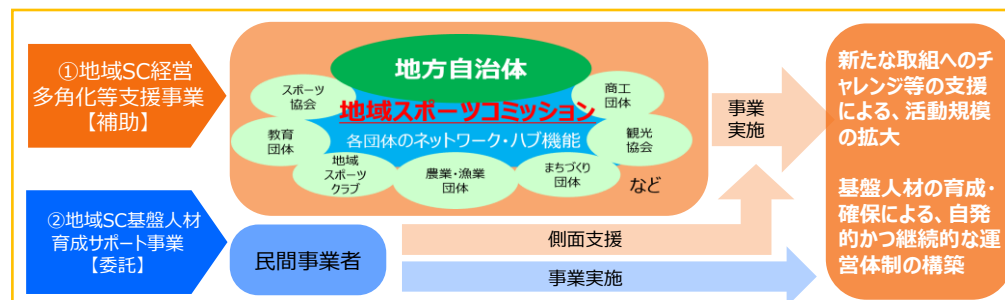 ①地域SC経営
多角化等支援事業
【補助】
地方自治体
スポーツ
協会
商工
団体
地域スポーツコミッション
教育
団体
各団体のネットワーク・ハブ機能
観光
協会
地域
スポーツ
クラブ
農業・漁業
団体
まちづくり
団体
など
事業
実施
新たな取組へのチ
ャレンジ等の支援
による、活動規模
の拡大
基盤人材の育成・
確保による、自発
的かつ継続的な運
営体制の構築
②地域SC基盤人材
育成サポート事業
【委託】
民間事業者
側面支援
事業実施